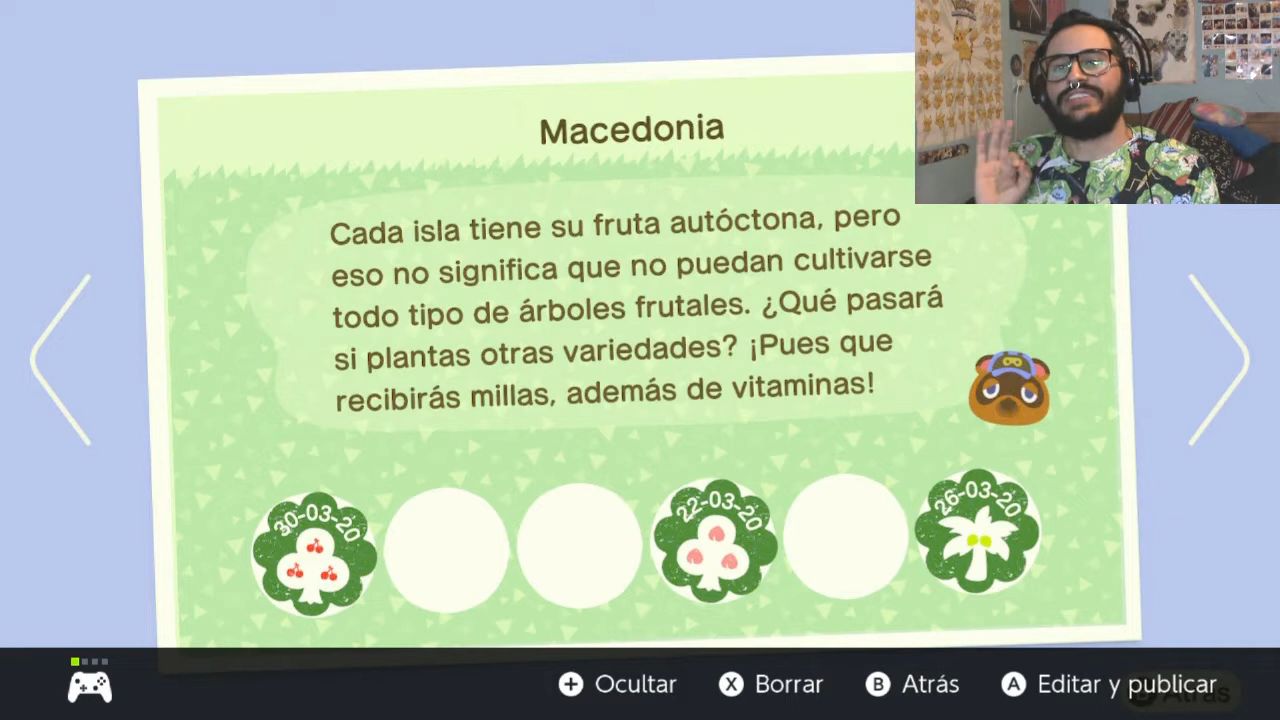 Macedonia
Cada isla tiene su fruta autóctona, pero
eso no significa que no puedan cultivarse
todo tipo de árboles frutales. ¿Qué pasará
si plantas otras variedades? ¡Pues que
recibirás millas, además de vitaminas!
30-03-20
22-03-20
26-03-20
+ Ocultar
X Borrar
B Atrás
A Editar y publicar
B Atrás